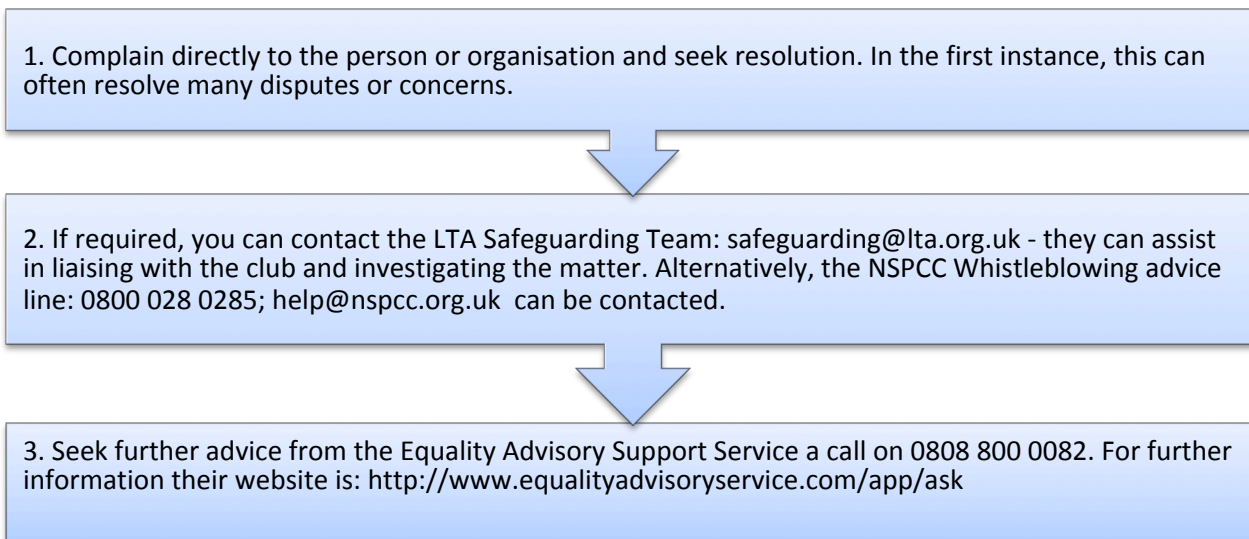 1. Complain directly to the person or organisation and seek resolution. In the first instance, this can
often resolve many disputes or concerns.
2. If required, you can contact the LTA Safeguarding Team: safeguarding@lta.org.uk - they can assist
in liaising with the club and investigating the matter. Alternatively, the NSPCC Whistleblowing advice
line: 0800 028 0285; help@nspcc.org.uk can be contacted.
3. Seek further advice from the Equality Advisory Support Service a call on 0808 800 0082. For further
information their website is: http://www.equalityadvisoryservice.com/app/ask